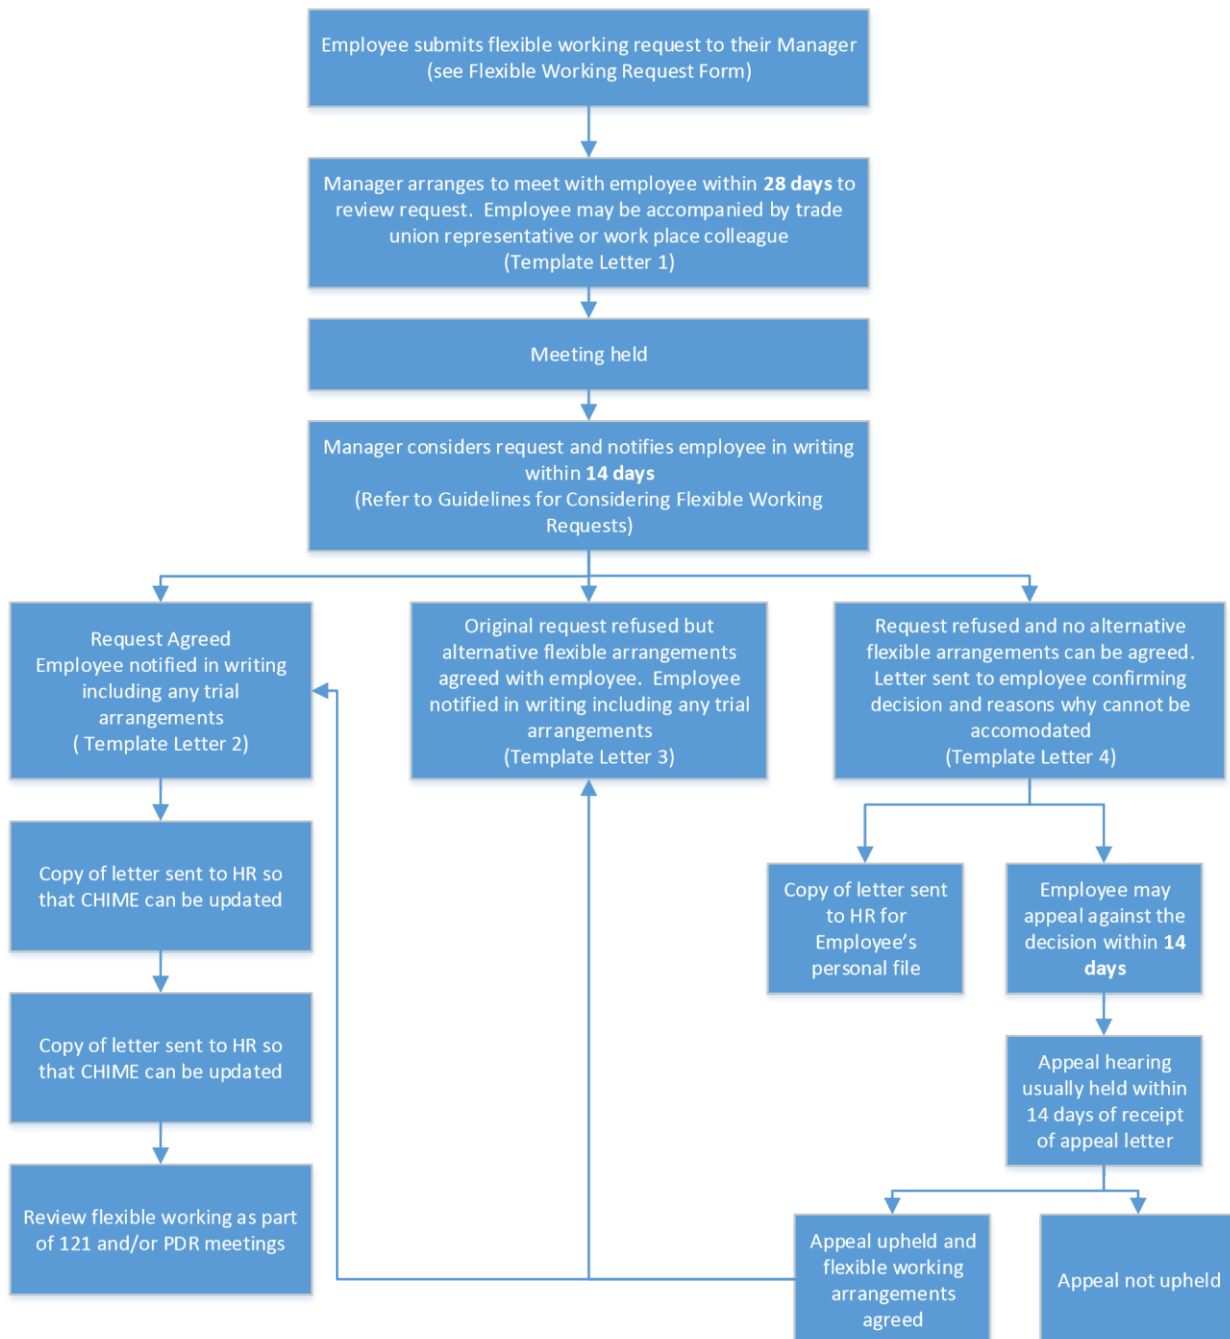 Employee submits flexible working request to their Manager
(see Flexible Working Request Form)
Manager arranges to meet with employee within 28 days to
review request.  Employee may be accompanied by trade
union representative or work place colleague
(Template Letter 1)
Meeting held
Manager considers request and notifies employee in writing
within 14 days
(Refer to Guidelines for Considering Flexible Working
Requests)
Request Agreed
Employee notified in writing
including any trial
arrangements
( Template Letter 2)
Original request refused but
alternative flexible arrangements
agreed with employee.  Employee
notified in writing including any trial
arrangements
(Template Letter 3)
Request refused and no alternative
flexible arrangements can be agreed.
Letter sent to employee confirming
decision and reasons why cannot be
accomodated
(Template Letter 4)
Copy of letter sent to HR so
that CHIME can be updated
Copy of letter sent
to HR for
Employee’s
personal file
Employee may
appeal against the
decision within 14
days
Copy of letter sent to HR so
that CHIME can be updated
Appeal hearing
usually held within
14 days of receipt
of appeal letter
Review flexible working as part
of 121 and/or PDR meetings
Appeal upheld and
flexible working
arrangements
agreed
Appeal not upheld